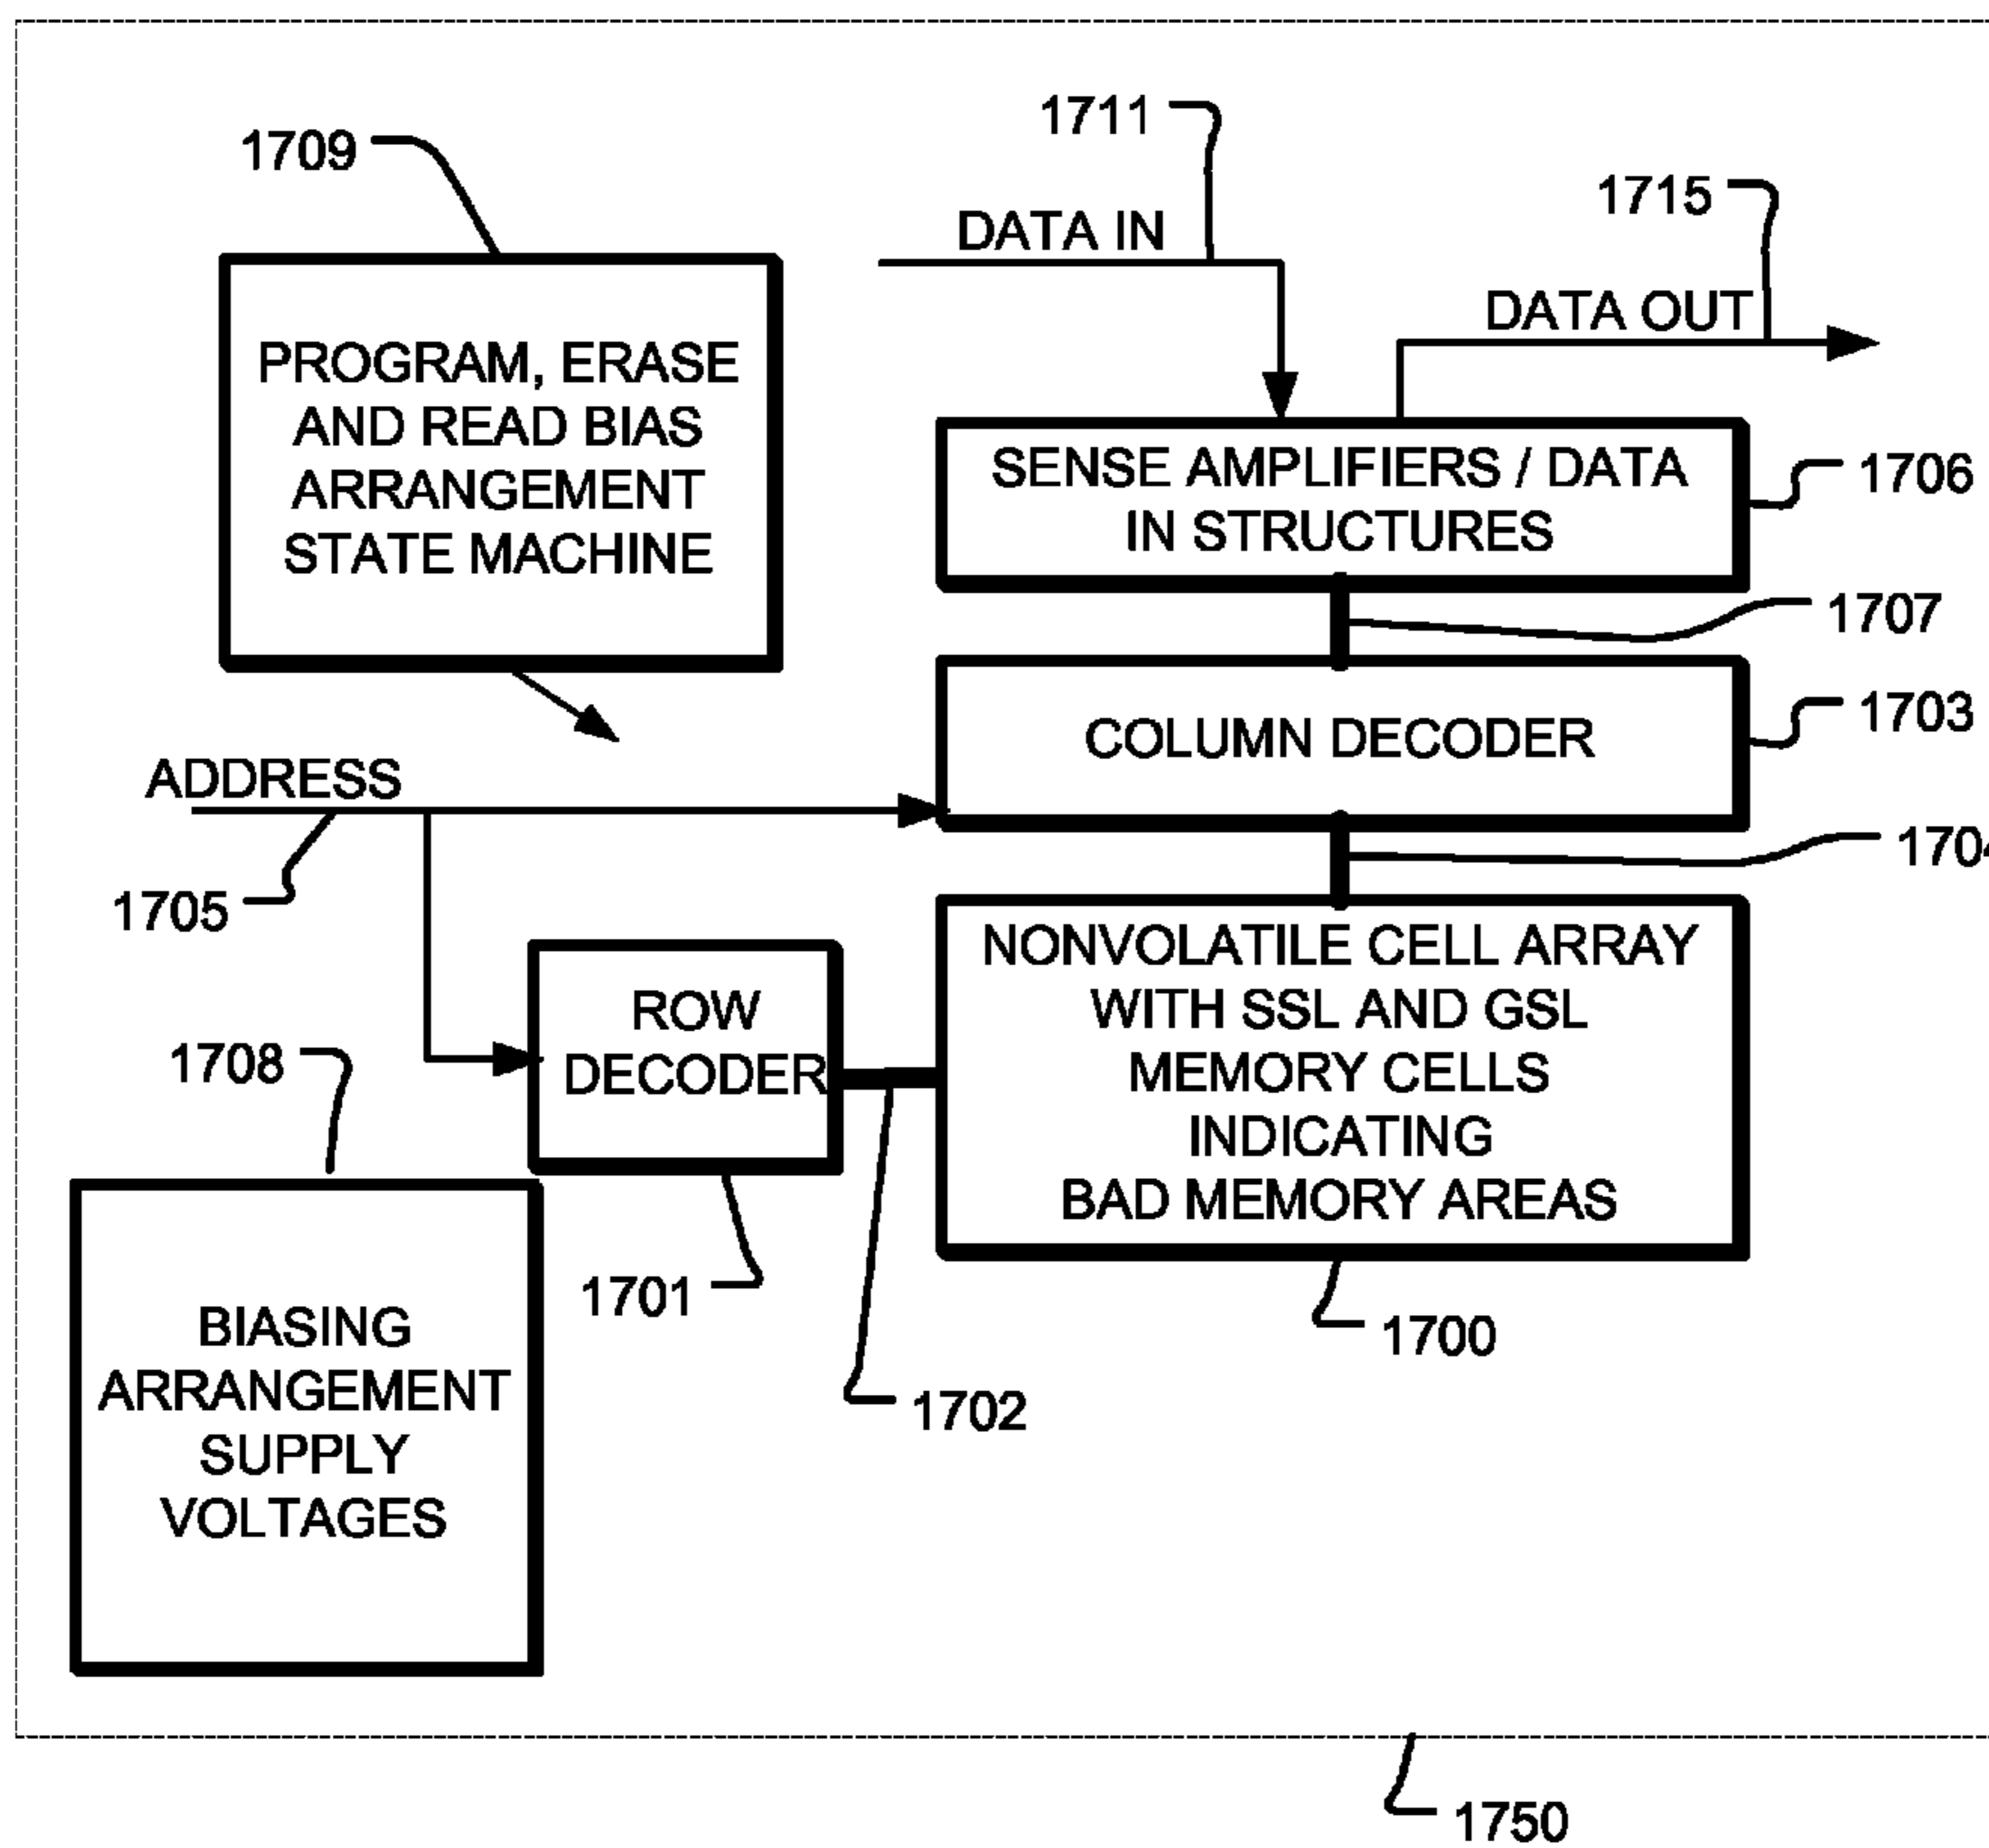 1711
1709
1715
DATA IN
DATA OUT
PROGRAM, ERASE
AND READ BIAS
ARRANGEMENT
STATE MACHINE
SENSE AMPLIFIERS / DATA
IN STRUCTURES
1706
1707
COLUMN DECODER
1703
ADDRESS
1705
NONVOLATILE CELL ARRAY
WITH SSL AND GSL
MEMORY CELLS
INDICATING
BAD MEMORY AREAS
ROW
DECODER
1708
1701
1700
1702
BIASING
ARRANGEMENT
SUPPLY
VOLTAGES
1750